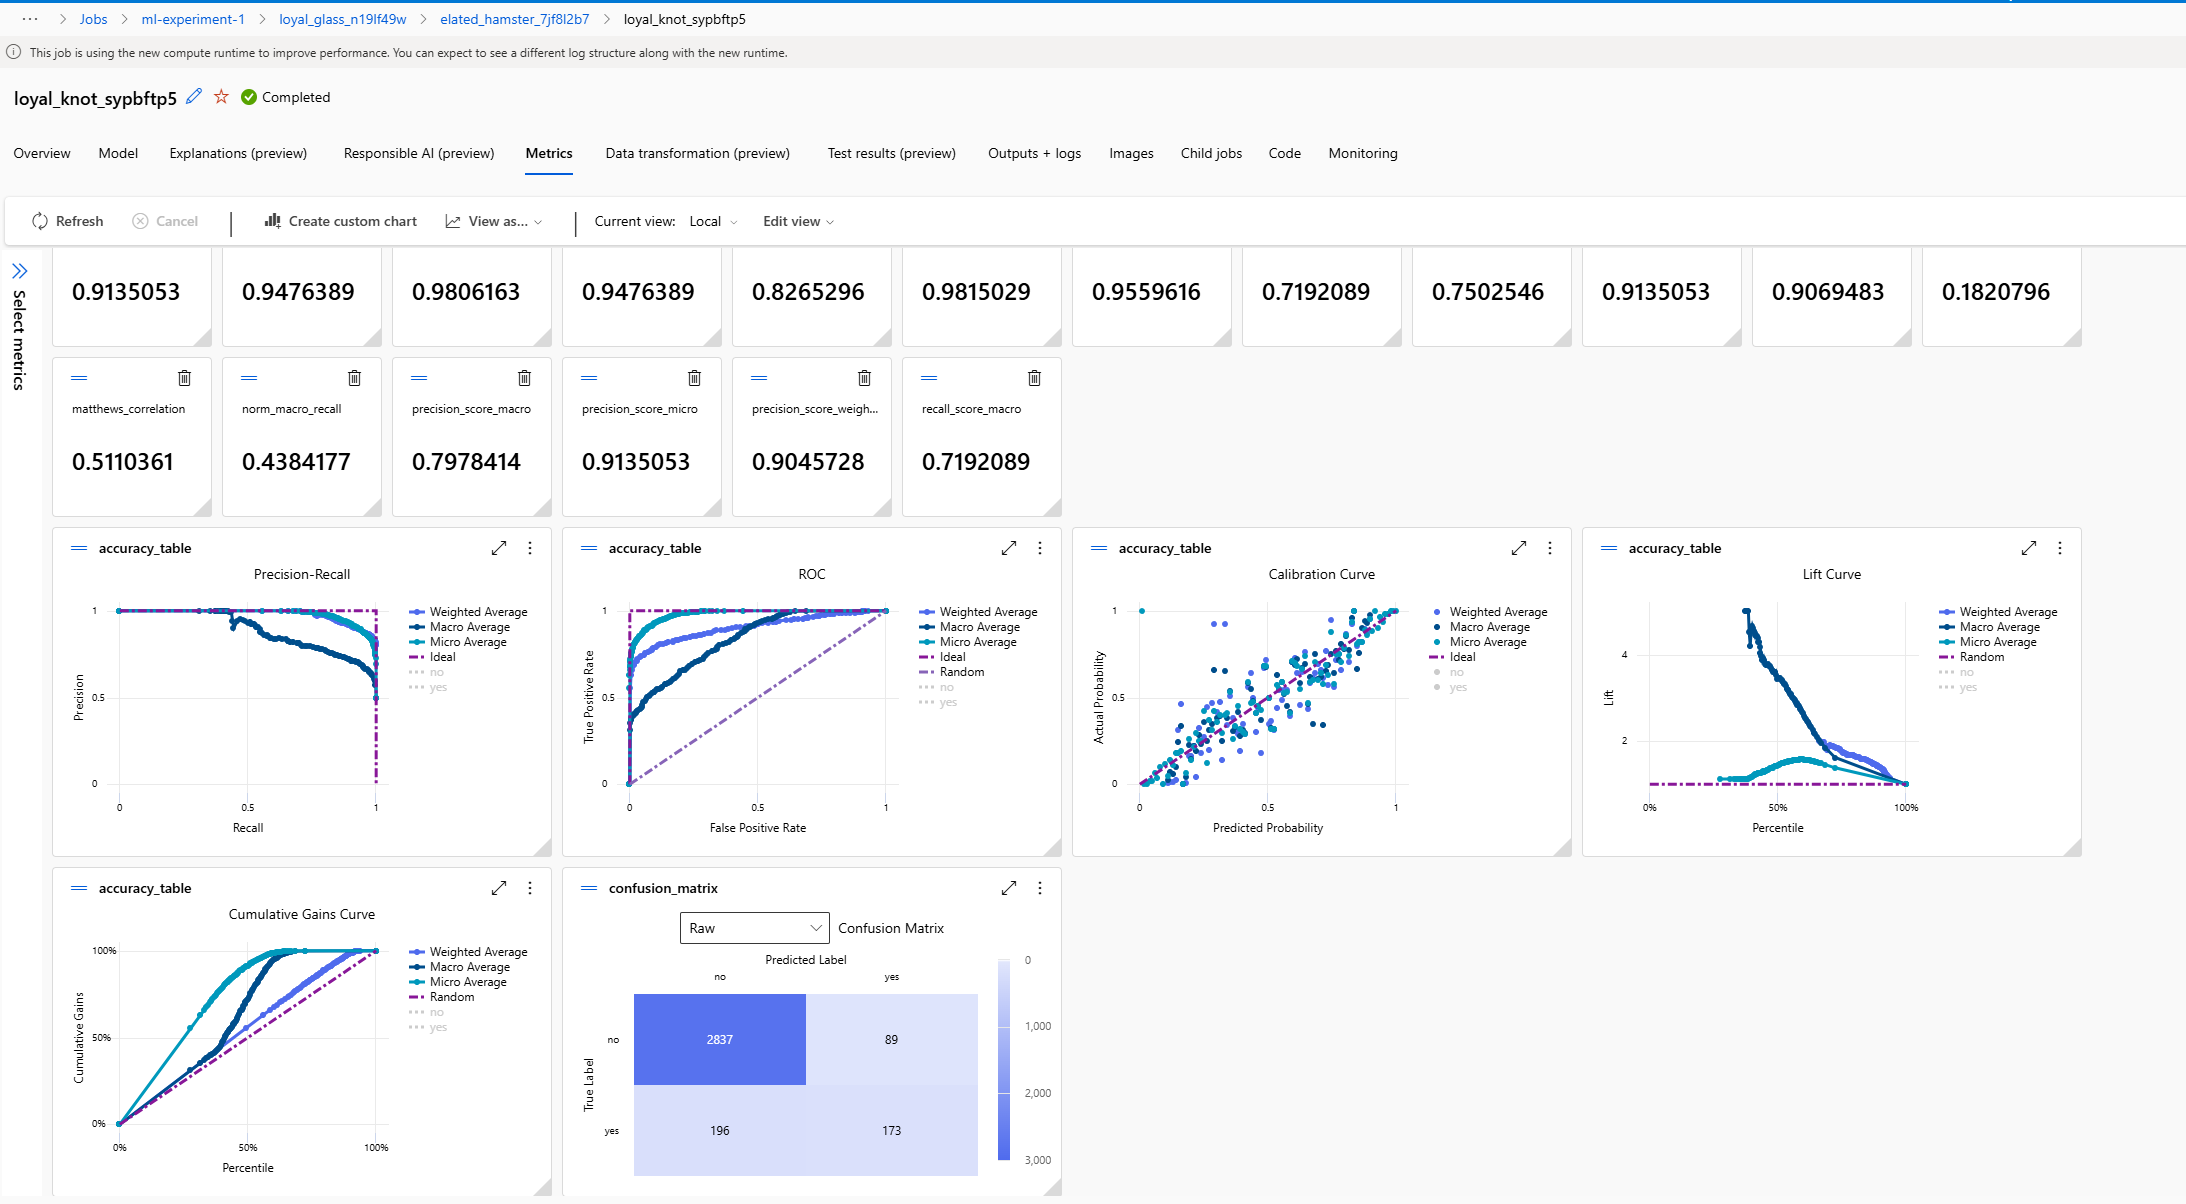 ··· > Jobs > ml-experiment-1 > loyal_glass_n19lf49w > elated_hamster_7jf8l2b7 > loyal_knot_sypbftp5
This job is using the new compute runtime to improve performance. You can expect to see a different log structure along with the new runtime.
loyal_knot_sypbftp5 Completed
Overview Model Explanations (preview) Responsible AI (preview) Metrics Data transformation (preview) Test results (preview) Outputs + logs Images Child jobs Code Monitoring
Refresh Cancel Create custom chart View as... Current view: Local Edit view
Select metrics
0.9135053 0.9476389 0.9806163 0.9476389 0.8265296 0.9815029 0.9559616 0.7192089 0.7502546 0.9135053 0.9069483 0.1820796
matthews_correlation norm_macro_recall precision_score_macro precision_score_micro precision_score_weigh... recall_score_macro
0.5110361 0.4384177 0.7978414 0.9135053 0.9045728 0.7192089
accuracy_table
Precision-Recall
1
0.5
0
0 0.5 1
Precision
Recall
Weighted Average
Macro Average
Micro Average
Ideal
no
yes
accuracy_table
ROC
1
0.5
0
0 0.5 1
True Positive Rate
False Positive Rate
Weighted Average
Macro Average
Micro Average
Ideal
Random
no
yes
accuracy_table
Calibration Curve
1
0.5
0
0 0.5 1
Actual Probability
Predicted Probability
Weighted Average
Macro Average
Micro Average
Ideal
no
yes
accuracy_table
Lift Curve
4
2
0% 50% 100%
Lift
Percentile
Weighted Average
Macro Average
Micro Average
Random
no
yes
accuracy_table
Cumulative Gains Curve
100%
50%
0%
0% 50% 100%
Cumulative Gains
Percentile
Weighted Average
Macro Average
Micro Average
Random
no
yes
confusion_matrix
Raw Confusion Matrix
Predicted Label
no yes
True Label
no 2837 89
yes 196 173
0
1,000
2,000
3,000